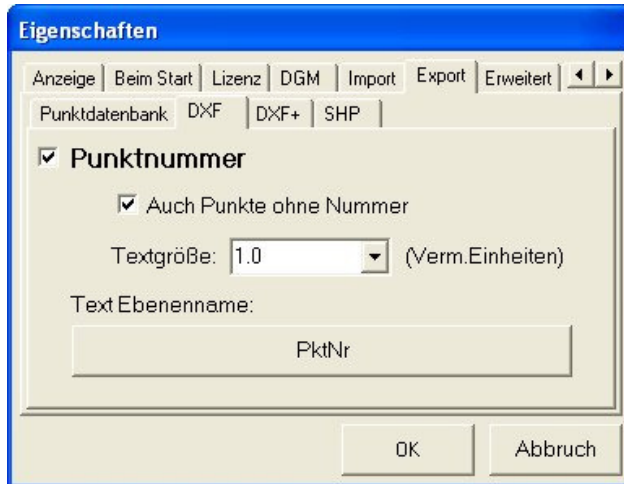 Eigenschaften
Anzeige Beim Start Lizenz DGM Import Export Erweitert
Punktdatenbank DXF DXF+ SHP
Punktnummer
Auch Punkte ohne Nummer
Textgröße: 1.0 (Verm.Einheiten)
Text Ebenenname:
PktNr
OK Abbruch